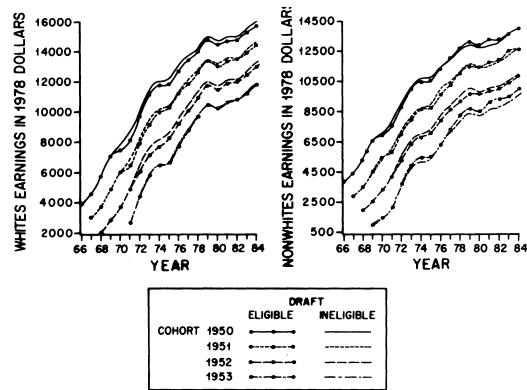 WHITES EARNINGS IN 1978 DOLLARS
16000
14000
12000
10000
8000
6000
4000
2000
66 68 70 72 74 76 78 80 82 84
YEAR
NONWHITES EARNINGS IN 1978 DOLLARS
14500
12500
10500
8500
6500
4500
2500
500
66 68 70 72 74 76 78 80 82 84
YEAR
DRAFT
ELIGIBLE INELIGIBLE
COHORT 1950
1951
1952
1953